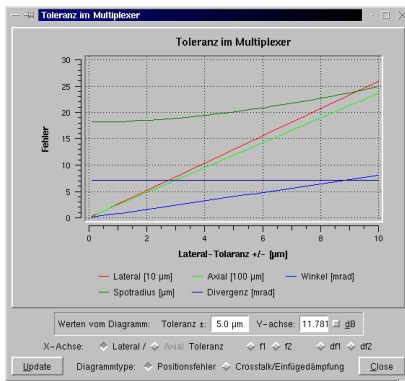 Toleranz im Multiplexer
Toleranz im Multiplexer
Fehler
30
25
20
15
10
5
0
0 2 4 6 8 10
Lateral-Tolaranz +/- [µm]
Lateral [10 µm] Axial [100 µm] Winkel [mrad]
Spotradius [µm] Divergenz [mrad]
Werten vom Diagramm: Toleranz ±: 5.0 µm Y-achse: 11.781 dB
X-Achse: Lateral / Axial Toleranz f1 f2 df1 df2
Update Diagrammtype: Positionsfehler Crosstalk/Einfügedämpfung Close